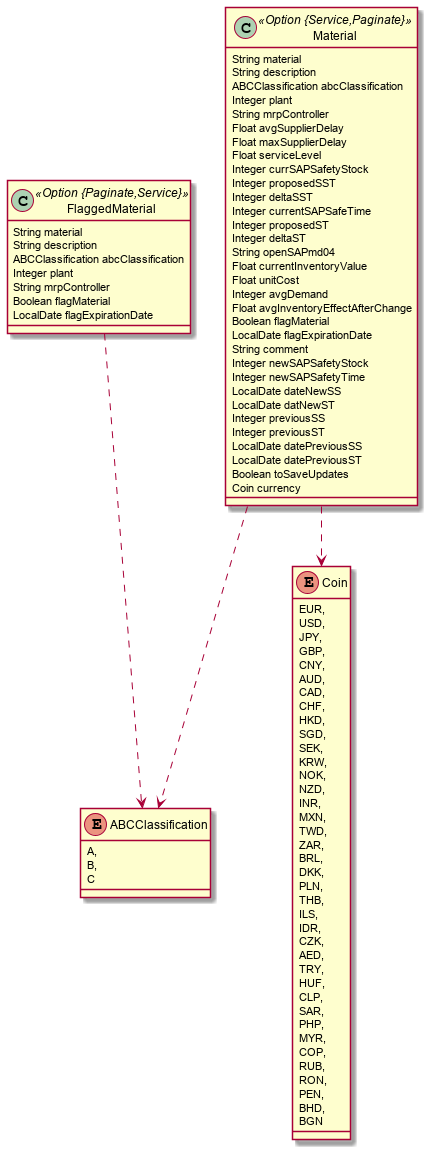 C
«Option {Service,Paginate}»
Material
String material
String description
ABCClassification abcClassification
Integer plant
String mrpController
Float avgSupplierDelay
Float maxSupplierDelay
Float serviceLevel
Integer currSAPSafetyStock
Integer proposedSST
Integer deltaSST
Integer currentSAPSafeTime
Integer proposedST
Integer deltaST
String openSAPmd04
Float currentInventoryValue
Float unitCost
Integer avgDemand
Float avgInventoryEffectAfterChange
Boolean flagMaterial
LocalDate flagExpirationDate
String comment
Integer newSAPSafetyStock
Integer newSAPSafetyTime
LocalDate dateNewSS
LocalDate datNewST
Integer previousSS
Integer previousST
LocalDate datePreviousSS
LocalDate datePreviousST
Boolean toSaveUpdates
Coin currency
C
«Option {Paginate,Service}»
FlaggedMaterial
String material
String description
ABCClassification abcClassification
Integer plant
String mrpController
Boolean flagMaterial
LocalDate flagExpirationDate
E Coin
EUR,
USD,
JPY,
GBP,
CNY,
AUD,
CAD,
CHF,
HKD,
SGD,
SEK,
KRW,
NOK,
NZD,
INR,
MXN,
TWD,
ZAR,
BRL,
DKK,
PLN,
THB,
ILS,
IDR,
CZK,
AED,
TRY,
HUF,
CLP,
SAR,
PHP,
MYR,
COP,
RUB,
RON,
PEN,
BHD,
BGN
E ABCClassification
A,
B,
C